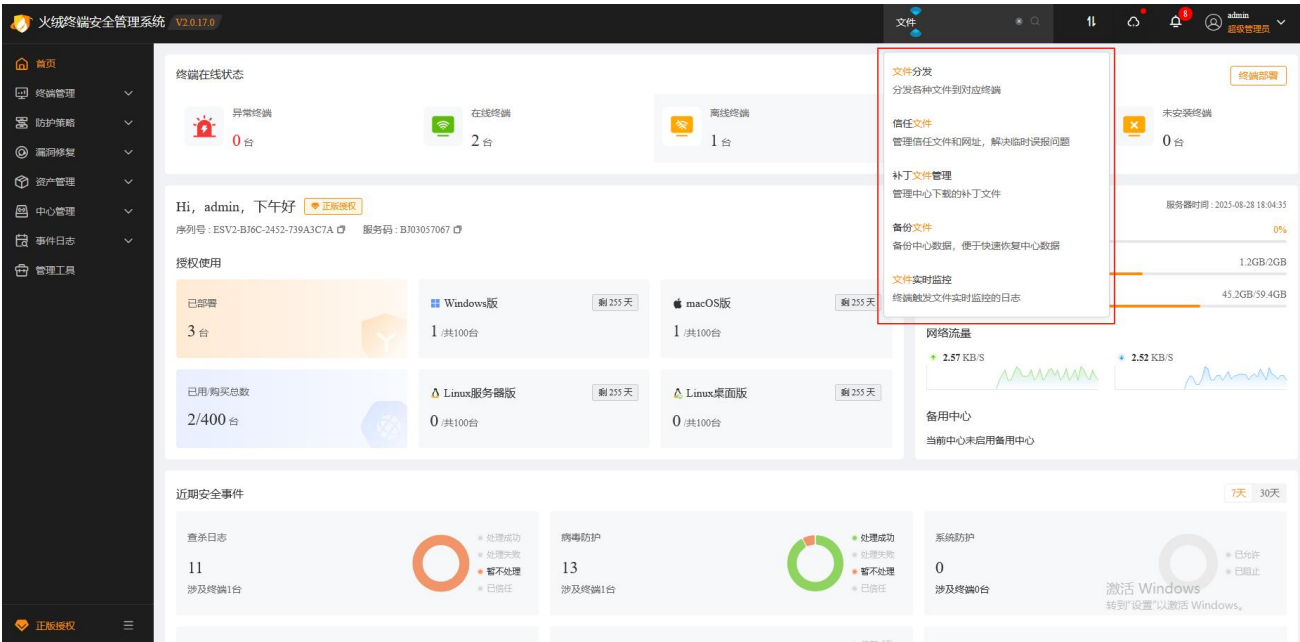 火绒终端安全管理系统 V2.0.17.0
文件
8
admin
超级管理员
首页
终端管理
防护策略
漏洞修复
资产管理
中心管理
事件日志
管理工具
正版授权
终端在线状态
终端部署
异常终端
0 台
在线终端
2 台
离线终端
1 台
未安装终端
0 台
文件分发
分发各种文件到对应终端
信任文件
管理信任文件和网址，解决临时误报问题
补丁文件管理
管理中心下载的补丁文件
备份文件
备份中心数据，便于快速恢复中心数据
文件实时监控
终端触发文件实时监控的日志
Hi, admin, 下午好 正版授权
序列号 : ESV2-BJ6C-2452-739A3C7A 服务码 : BJ03057067
授权使用
已部署
3 台
Windows版 剩 255 天
1 /共100台
macOS版 剩 255 天
1 /共100台
已用/购买总数
2/400 台
Linux服务器版 剩 255 天
0 /共100台
Linux桌面版 剩 255 天
0 /共100台
服务器时间 : 2025-08-28 18:04:35
0%
1.2GB/2GB
45.2GB/59.4GB
网络流量
2.57 KB/S
2.52 KB/S
备用中心
当前中心未启用备用中心
近期安全事件
7天 30天
查杀日志
11
涉及终端1台
处理成功
处理失败
暂不处理
已信任
病毒防护
13
涉及终端1台
处理成功
处理失败
暂不处理
已信任
系统防护
0
涉及终端0台
已允许
已阻止
激活 Windows
转到"设置"以激活 Windows。